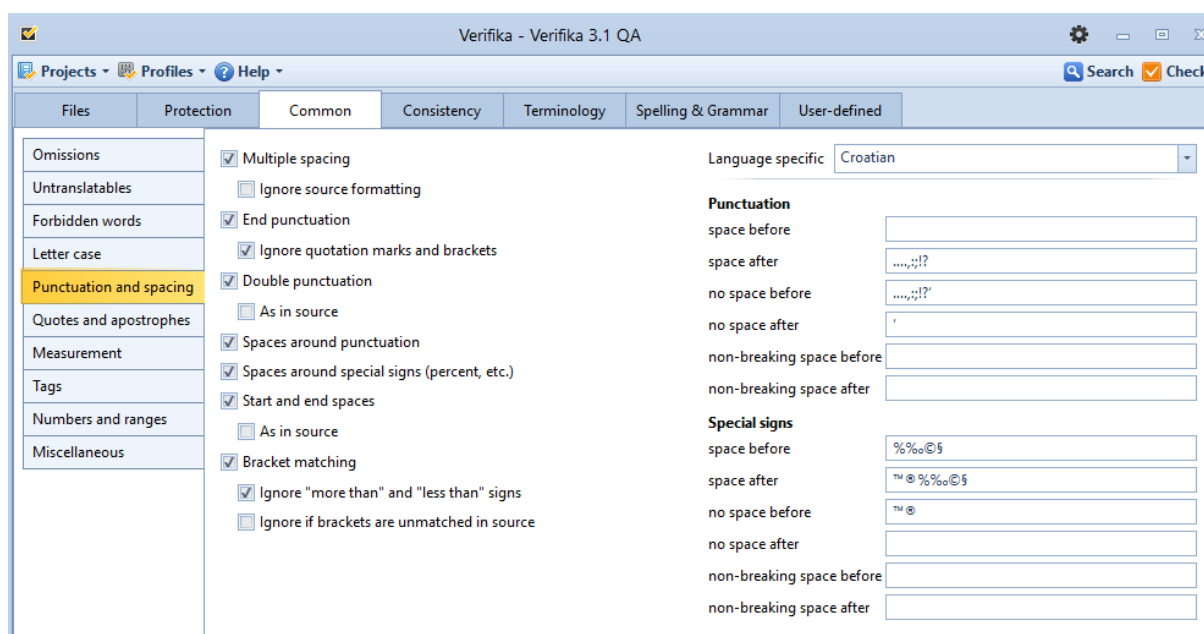 Verifika - Verifika 3.1 QA
Projects Profiles Help Search Check
Files Protection Common Consistency Terminology Spelling & Grammar User-defined
Omissions
Untranslatables
Forbidden words
Letter case
Punctuation and spacing
Quotes and apostrophes
Measurement
Tags
Numbers and ranges
Miscellaneous
Multiple spacing
Ignore source formatting
End punctuation
Ignore quotation marks and brackets
Double punctuation
As in source
Spaces around punctuation
Spaces around special signs (percent, etc.)
Start and end spaces
As in source
Bracket matching
Ignore "more than" and "less than" signs
Ignore if brackets are unmatched in source
Language specific Croatian
Punctuation
space before
space after ….,:;!?
no space before ….,:;!?’
no space after ‘
non-breaking space before
non-breaking space after
Special signs
space before %‰©§
space after ™®%‰©§
no space before ™®
no space after
non-breaking space before
non-breaking space after